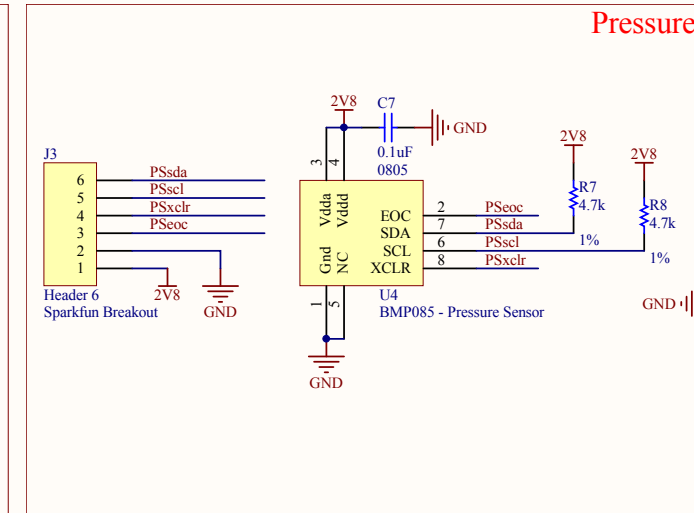 Pressure
J3
6 PSsda
5 PSscl
4 PSxclr
3 PSeoc
2
1
2V8
GND
Header 6
Sparkfun Breakout
2V8
C7
GND
0.1uF
0805
3
4
Vdda
Vddd
Gnd
NC
EOC 2 PSeoc
SDA 7 PSsda
SCL 6 PSscl
XCLR 8 PSxclr
1
5
U4
BMP085 - Pressure Sensor
GND
2V8
R7
4.7k
1%
2V8
R8
4.7k
1%
GND